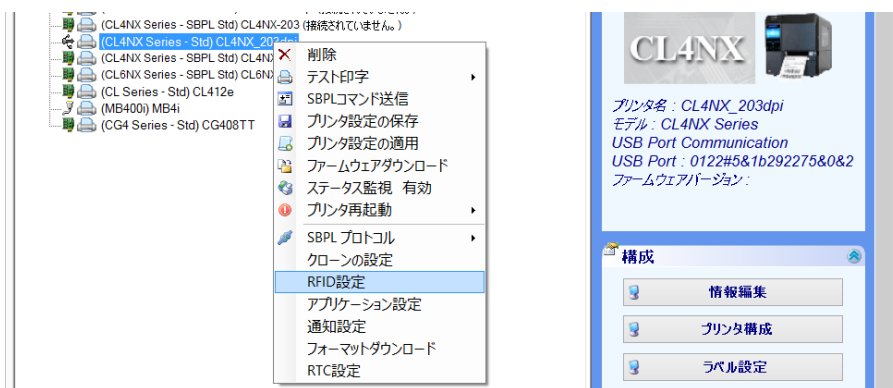 (CL4NX Series - SBPL Std) CL4NX-203 (接続されていません。)
(CL4NX Series - Std) CL4NX_203dpi
(CL4NX Series - SBPL Std) CL4N
(CL6NX Series - SBPL Std) CL6N
(CL Series - Std) CL412e
(MB400i) MB4i
(CG4 Series - Std) CG408TT
削除
テスト印字
SBPLコマンド送信
プリンタ設定の保存
プリンタ設定の適用
ファームウェアダウンロード
ステータス監視 有効
プリンタ再起動
SBPL プロトコル
クローンの設定
RFID設定
アプリケーション設定
通知設定
フォーマットダウンロード
RTC設定
CL4NX
プリンタ名 : CL4NX_203dpi
モデル : CL4NX Series
USB Port Communication
USB Port : 0122#5&1b292275&0&2
ファームウェアバージョン :
構成
情報編集
プリンタ構成
ラベル設定